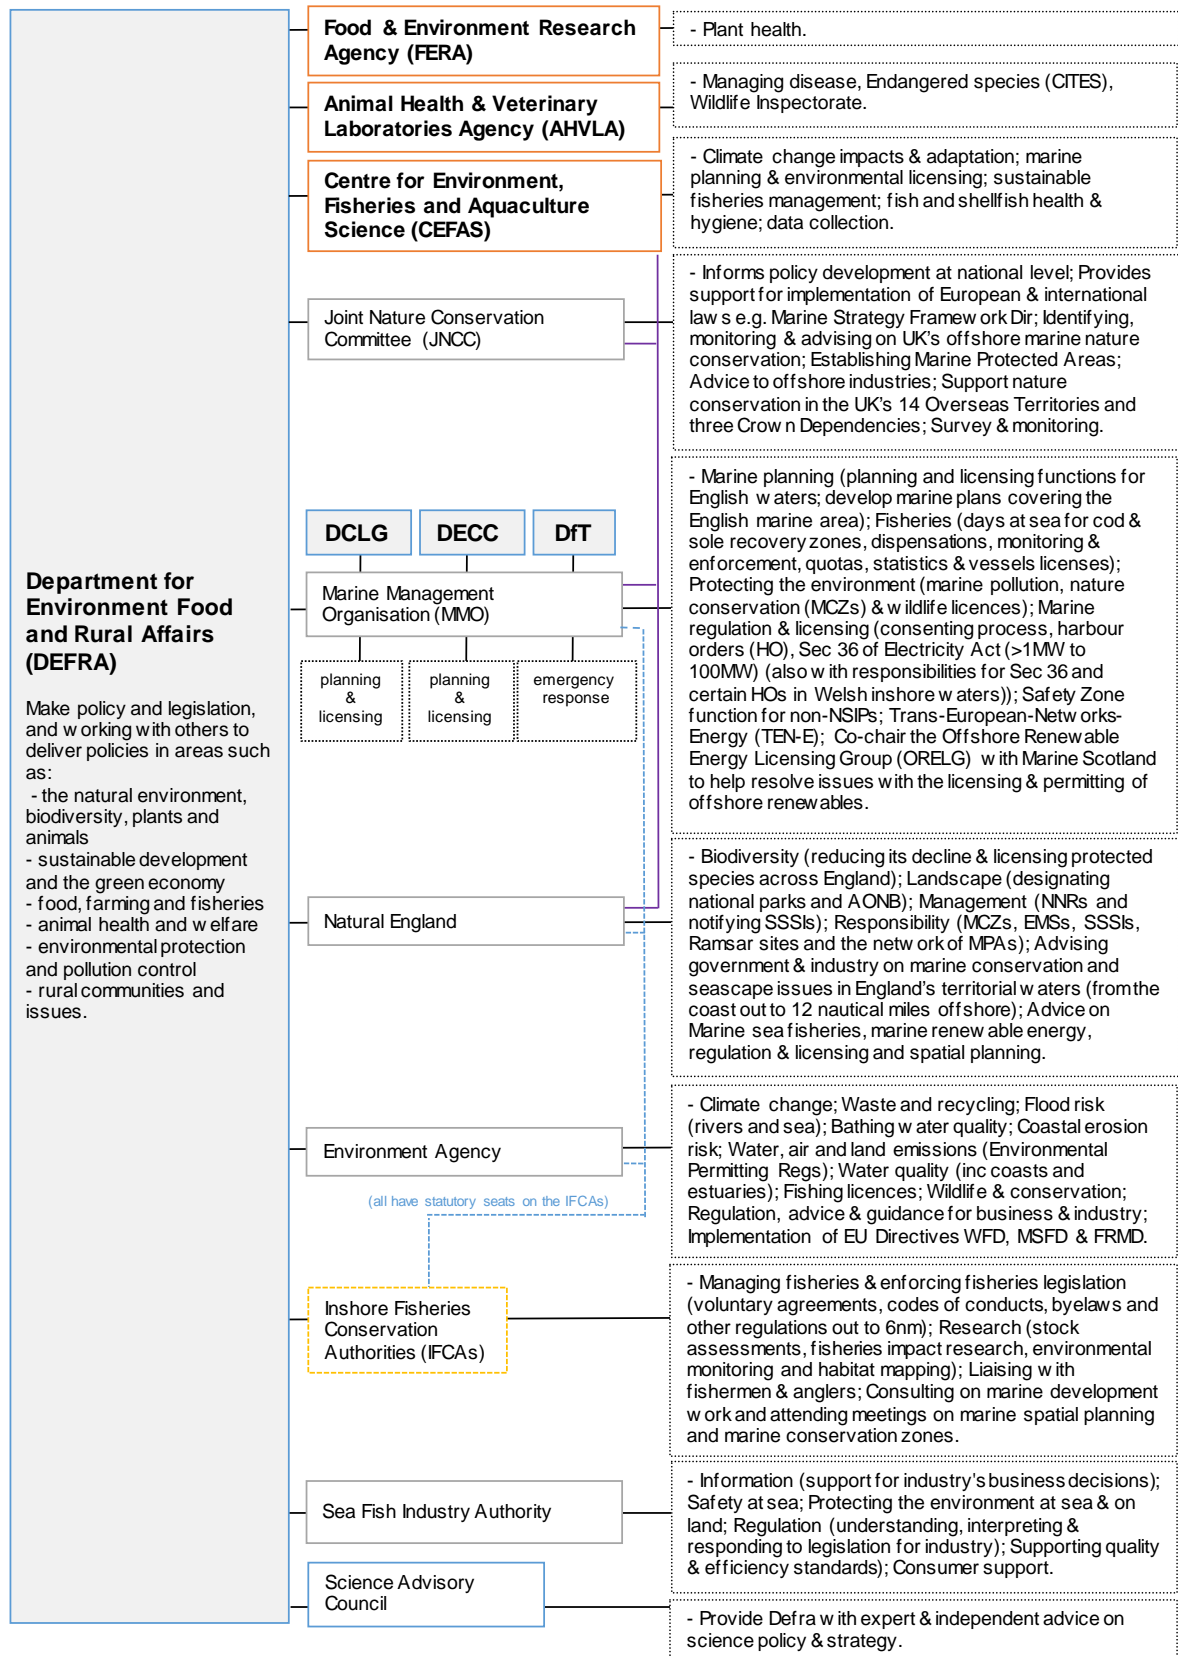 Department for
Environment Food
and Rural Affairs
(DEFRA)
Make policy and legislation,
and working with others to
deliver policies in areas such
as:
- the natural environment,
biodiversity, plants and
animals
- sustainable development
and the green economy
- food, farming and fisheries
- animal health and welfare
- environmental protection
and pollution control
- rural communities and
issues.
Food & Environment Research
Agency (FERA)
- Plant health.
Animal Health & Veterinary
Laboratories Agency (AHVLA)
- Managing disease, Endangered species (CITES),
Wildlife Inspectorate.
Centre for Environment,
Fisheries and Aquaculture
Science (CEFAS)
- Climate change impacts & adaptation; marine
planning & environmental licensing; sustainable
fisheries management; fish and shellfish health &
hygiene; data collection.
Joint Nature Conservation
Committee (JNCC)
- Informs policy development at national level; Provides
support for implementation of European & international
laws e.g. Marine Strategy Framework Dir; Identifying,
monitoring & advising on UK's offshore marine nature
conservation; Establishing Marine Protected Areas;
Advice to offshore industries; Support nature
conservation in the UK's 14 Overseas Territories and
three Crown Dependencies; Survey & monitoring.
DCLG
DECC
DfT
Marine Management
Organisation (MMO)
planning
&
licensing
planning
&
licensing
emergency
response
- Marine planning (planning and licensing functions for
English waters; develop marine plans covering the
English marine area); Fisheries (days at sea for cod &
sole recovery zones, dispensations, monitoring &
enforcement, quotas, statistics & vessels licenses);
Protecting the environment (marine pollution, nature
conservation (MCZs) & wildlife licences); Marine
regulation & licensing (consenting process, harbour
orders (HO), Sec 36 of Electricity Act (>1MW to
100MW) (also with responsibilities for Sec 36 and
certain HOs in Welsh inshore waters)); Safety Zone
function for non-NSIPs; Trans-European-Networks-
Energy (TEN-E); Co-chair the Offshore Renewable
Energy Licensing Group (ORELG) with Marine Scotland
to help resolve issues with the licensing & permitting of
offshore renewables.
Natural England
- Biodiversity (reducing its decline & licensing protected
species across England); Landscape (designating
national parks and AONB); Management (NNRs and
notifying SSSIs); Responsibility (MCZs, EMSs, SSSIs,
Ramsar sites and the network of MPAs); Advising
government & industry on marine conservation and
seascape issues in England's territorial waters (from the
coast out to 12 nautical miles offshore); Advice on
Marine sea fisheries, marine renewable energy,
regulation & licensing and spatial planning.
Environment Agency
- Climate change; Waste and recycling; Flood risk
(rivers and sea); Bathing water quality; Coastal erosion
risk; Water, air and land emissions (Environmental
Permitting Regs); Water quality (inc coasts and
estuaries); Fishing licences; Wildlife & conservation;
Regulation, advice & guidance for business & industry;
Implementation of EU Directives WFD, MSFD & FRMD.
(all have statutory seats on the IFCAs)
Inshore Fisheries
Conservation
Authorities (IFCAs)
- Managing fisheries & enforcing fisheries legislation
(voluntary agreements, codes of conducts, byelaws and
other regulations out to 6nm); Research (stock
assessments, fisheries impact research, environmental
monitoring and habitat mapping); Liaising with
fishermen & anglers; Consulting on marine development
work and attending meetings on marine spatial planning
and marine conservation zones.
Sea Fish Industry Authority
- Information (support for industry's business decisions);
Safety at sea; Protecting the environment at sea & on
land; Regulation (understanding, interpreting &
responding to legislation for industry); Supporting quality
& efficiency standards); Consumer support.
Science Advisory
Council
- Provide Defra with expert & independent advice on
science policy & strategy.